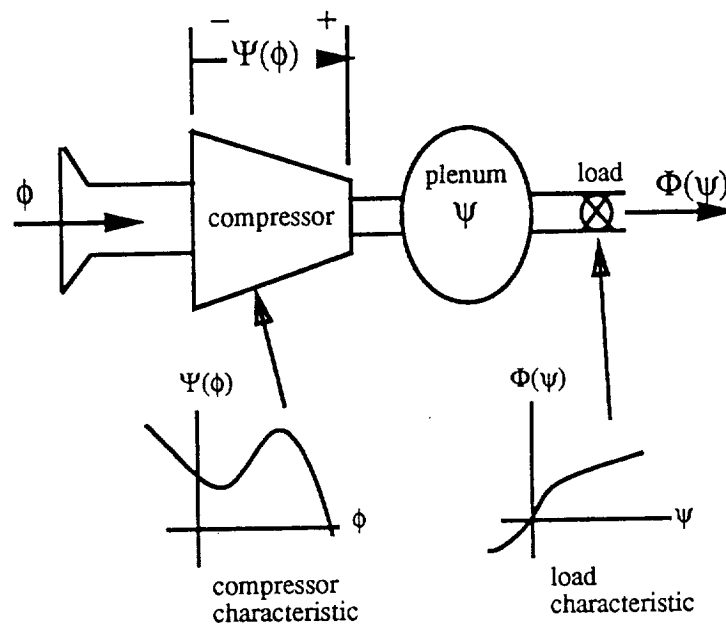 − +
Ψ(ϕ)
ϕ
compressor
plenum
ψ
load
Φ(ψ)
Ψ(ϕ)
ϕ
compressor
characteristic
Φ(ψ)
ψ
load
characteristic